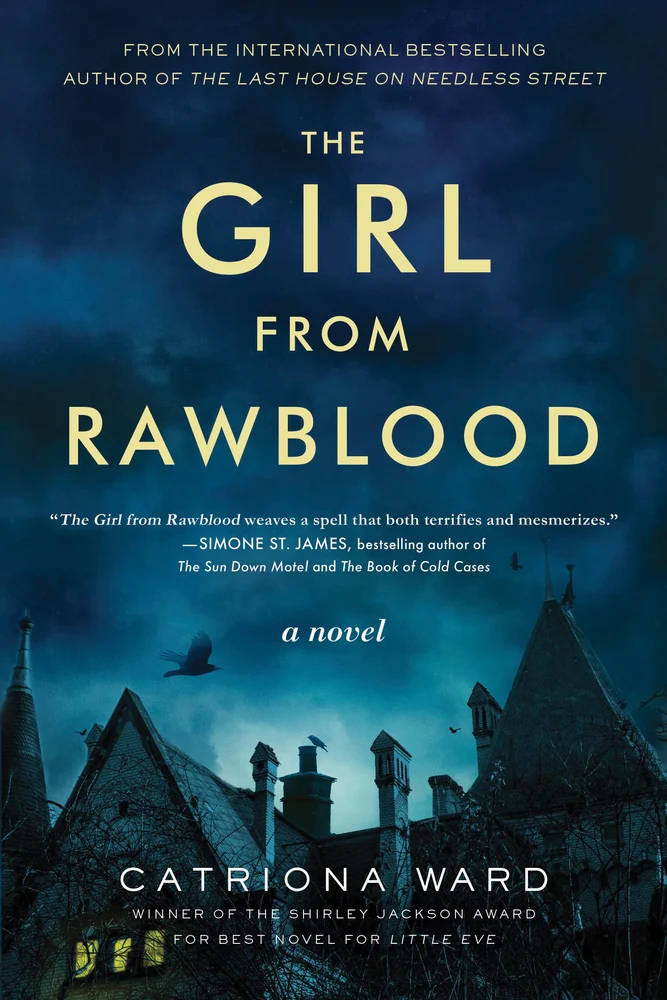 FROM THE INTERNATIONAL BESTSELLING
AUTHOR OF THE LAST HOUSE ON NEEDLESS STREET
THE
GIRL
FROM
RAWBLOOD
“The Girl from Rawblood weaves a spell that both terrifies and mesmerizes.”
—SIMONE ST. JAMES, bestselling author of
The Sun Down Motel and The Book of Cold Cases
a novel
CATRIONA WARD
WINNER OF THE SHIRLEY JACKSON AWARD
FOR BEST NOVEL FOR LITTLE EVE